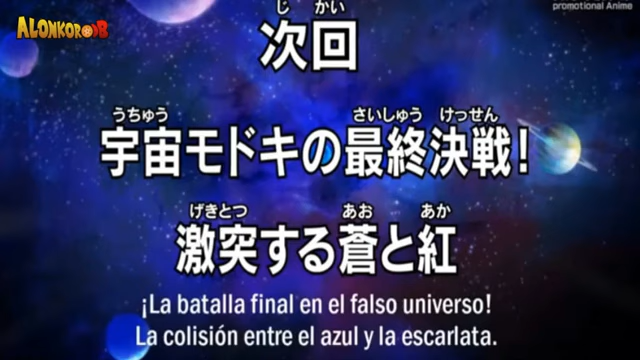 ALONKOROOB
promotional Anime
じ かい
次回
うちゅう さいしゅう けっせん
宇宙モドキの最終決戦!
げきとつ あお あか
激突する蒼と紅
¡La batalla final en el falso universo!
La colisión entre el azul y la escarlata.